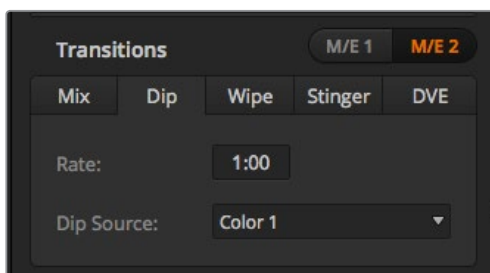 Transitions M/E 1 M/E 2
Mix Dip Wipe Stinger DVE
Rate: 1:00
Dip Source: Color 1